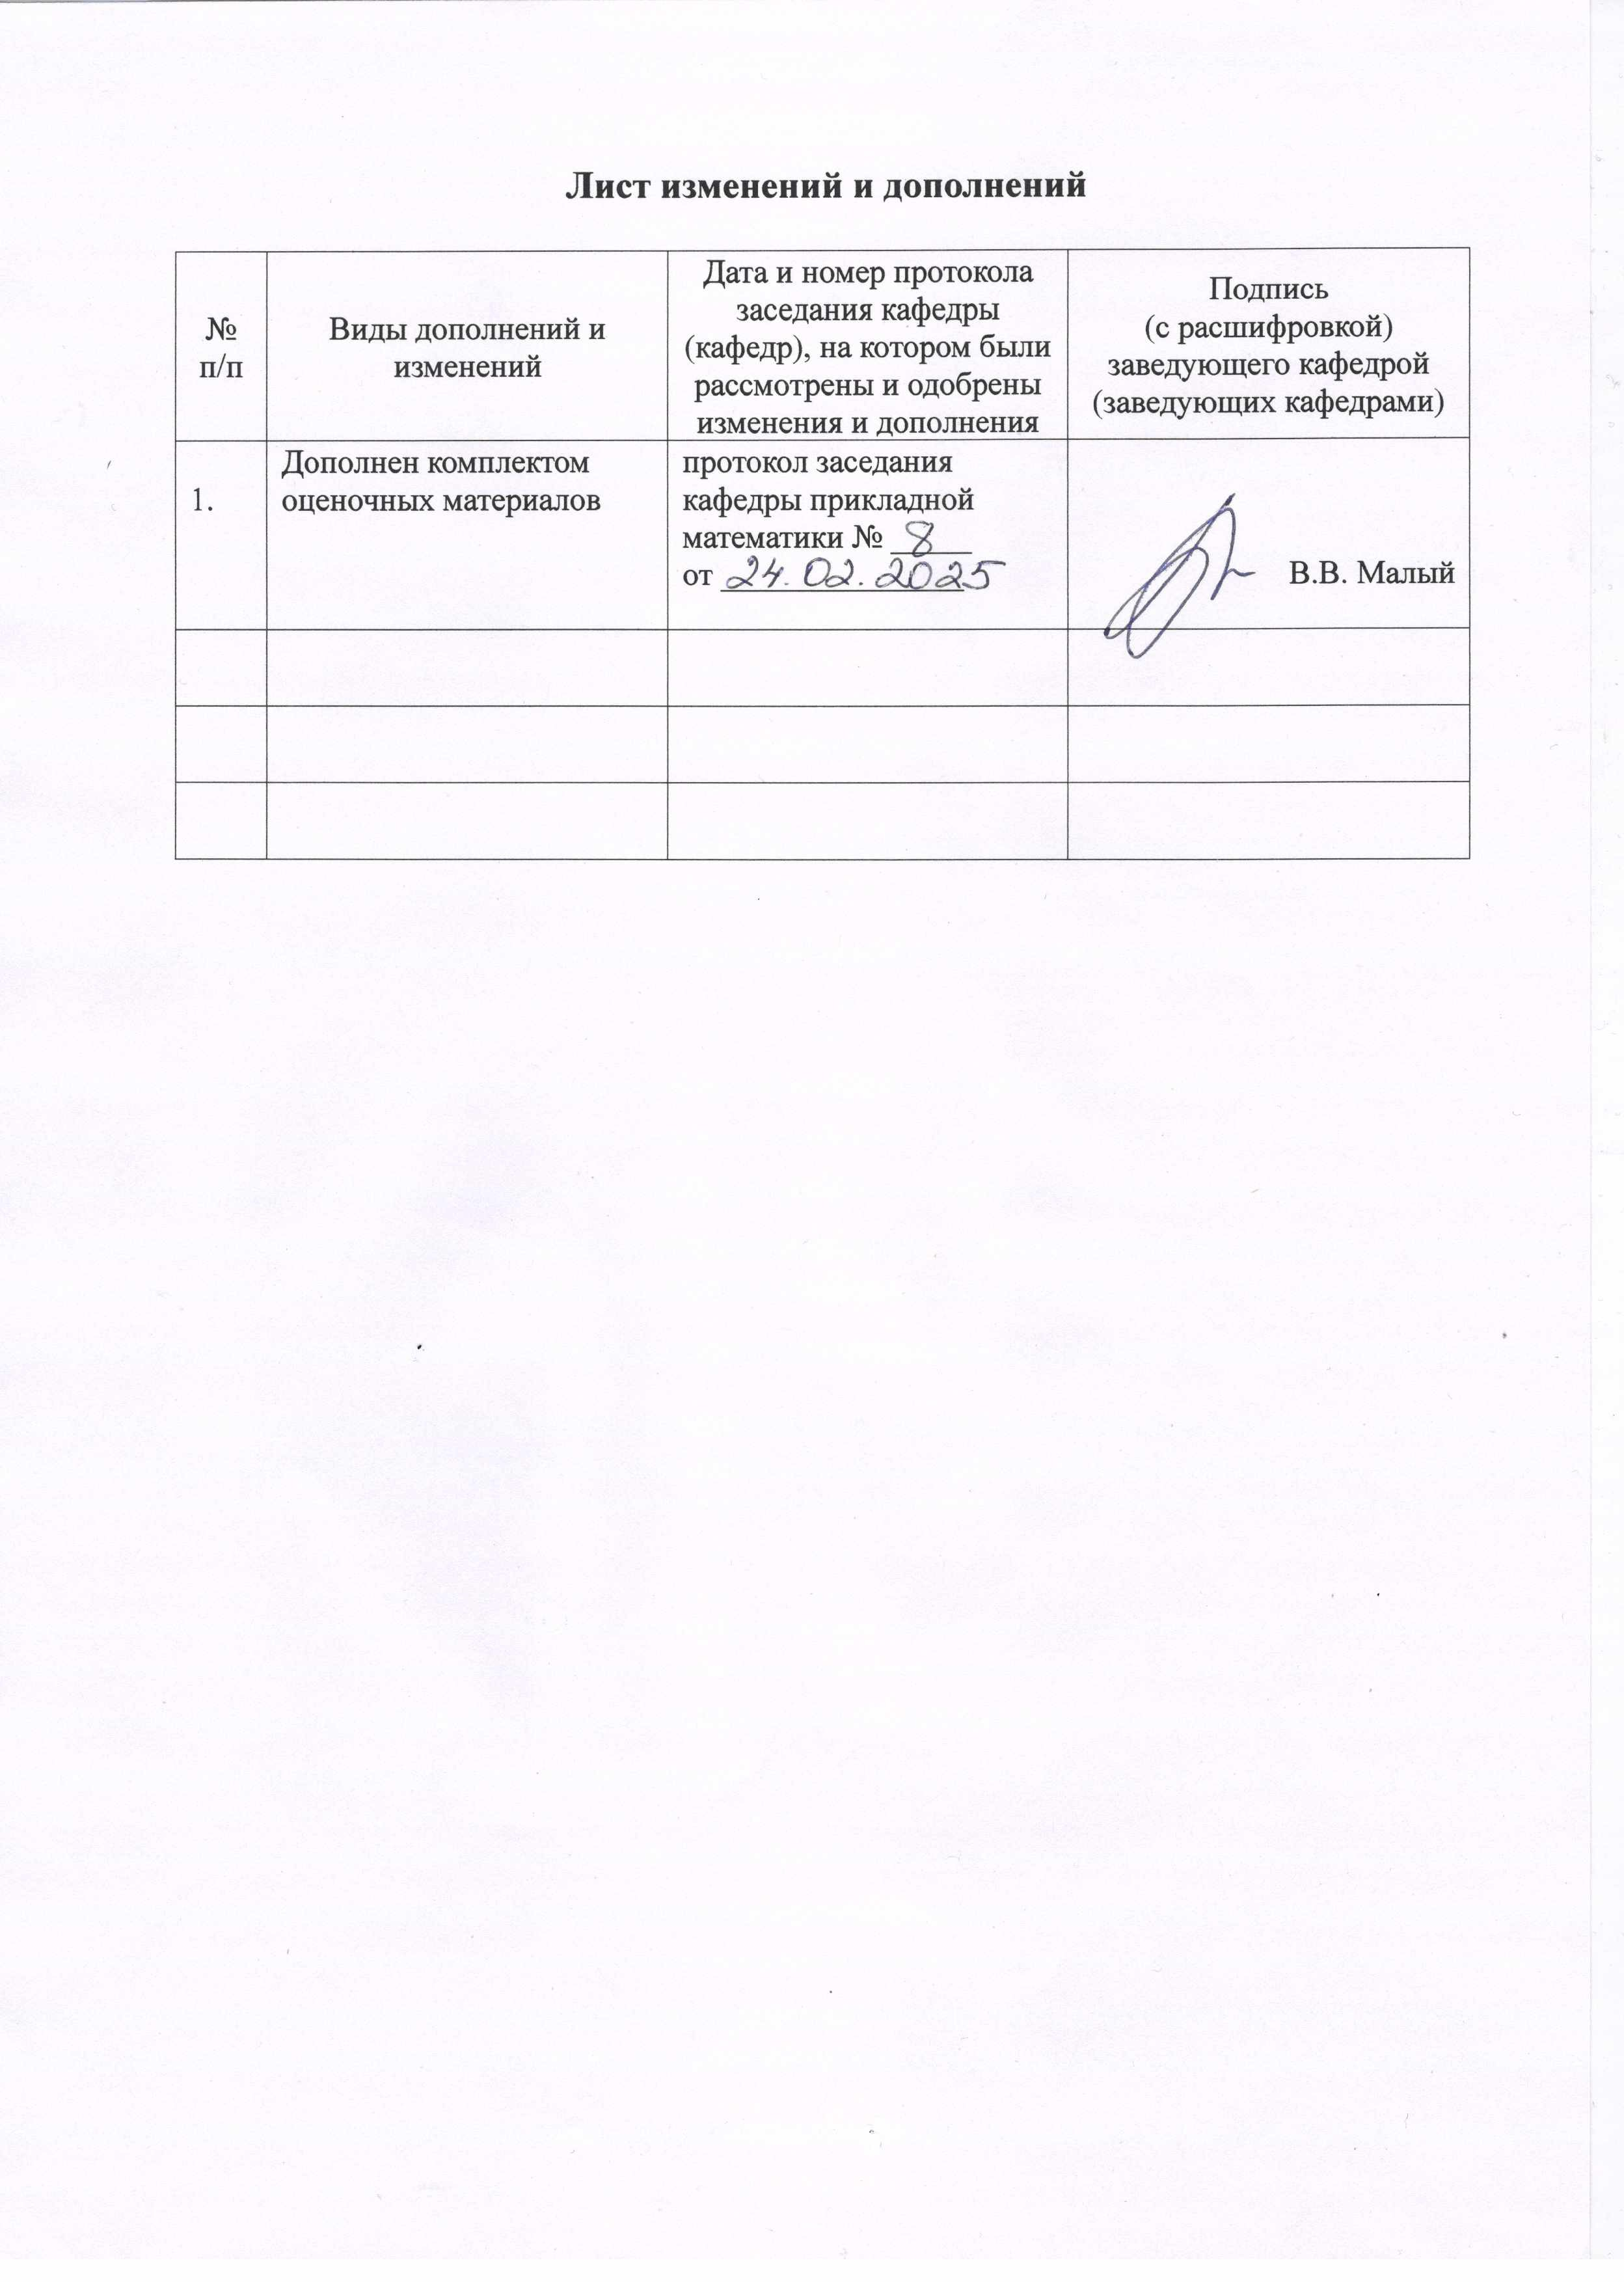 Лист изменений и дополнений
№
п/п
Виды дополнений и
изменений
Дата и номер протокола
заседания кафедры
(кафедр), на котором были
рассмотрены и одобрены
изменения и дополнения
Подпись
(с расшифровкой)
заведующего кафедрой
(заведующих кафедрами)
1.
Дополнен комплектом
оценочных материалов
протокол заседания
кафедры прикладной
математики № 8
от 24.02.2025
В.В. Малый